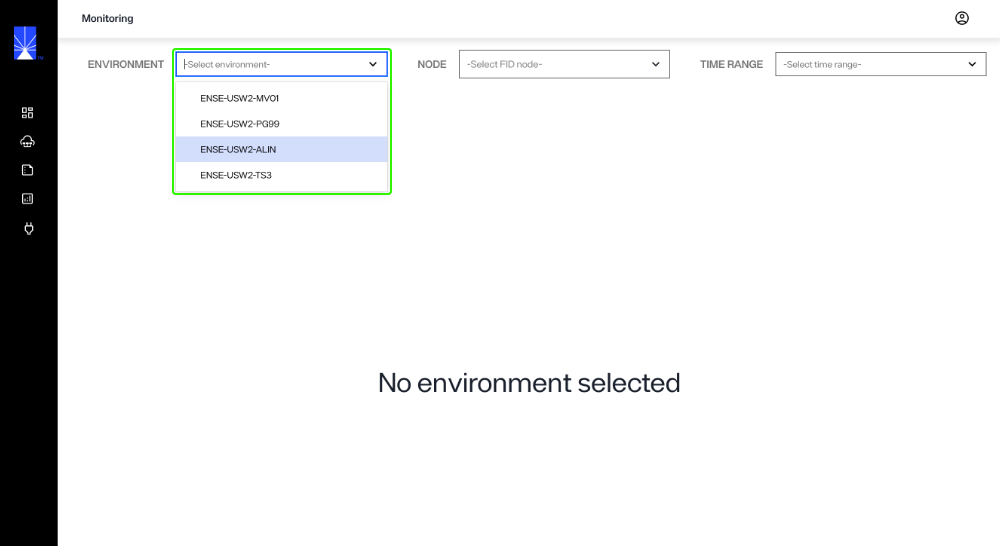 Monitoring
ENVIRONMENT -Select environment- NODE -Select FID node- TIME RANGE -Select time range-
ENSE-USW2-MV01
ENSE-USW2-PG99
ENSE-USW2-ALIN
ENSE-USW2-TS3
No environment selected